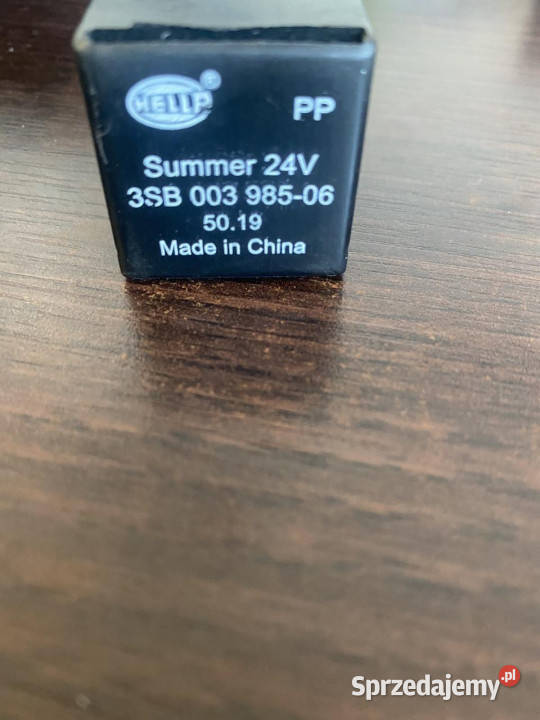 HELLA
PP
Summer 24V
3SB 003 985-06
50.19
Made in China
Sprzedajemy.pl